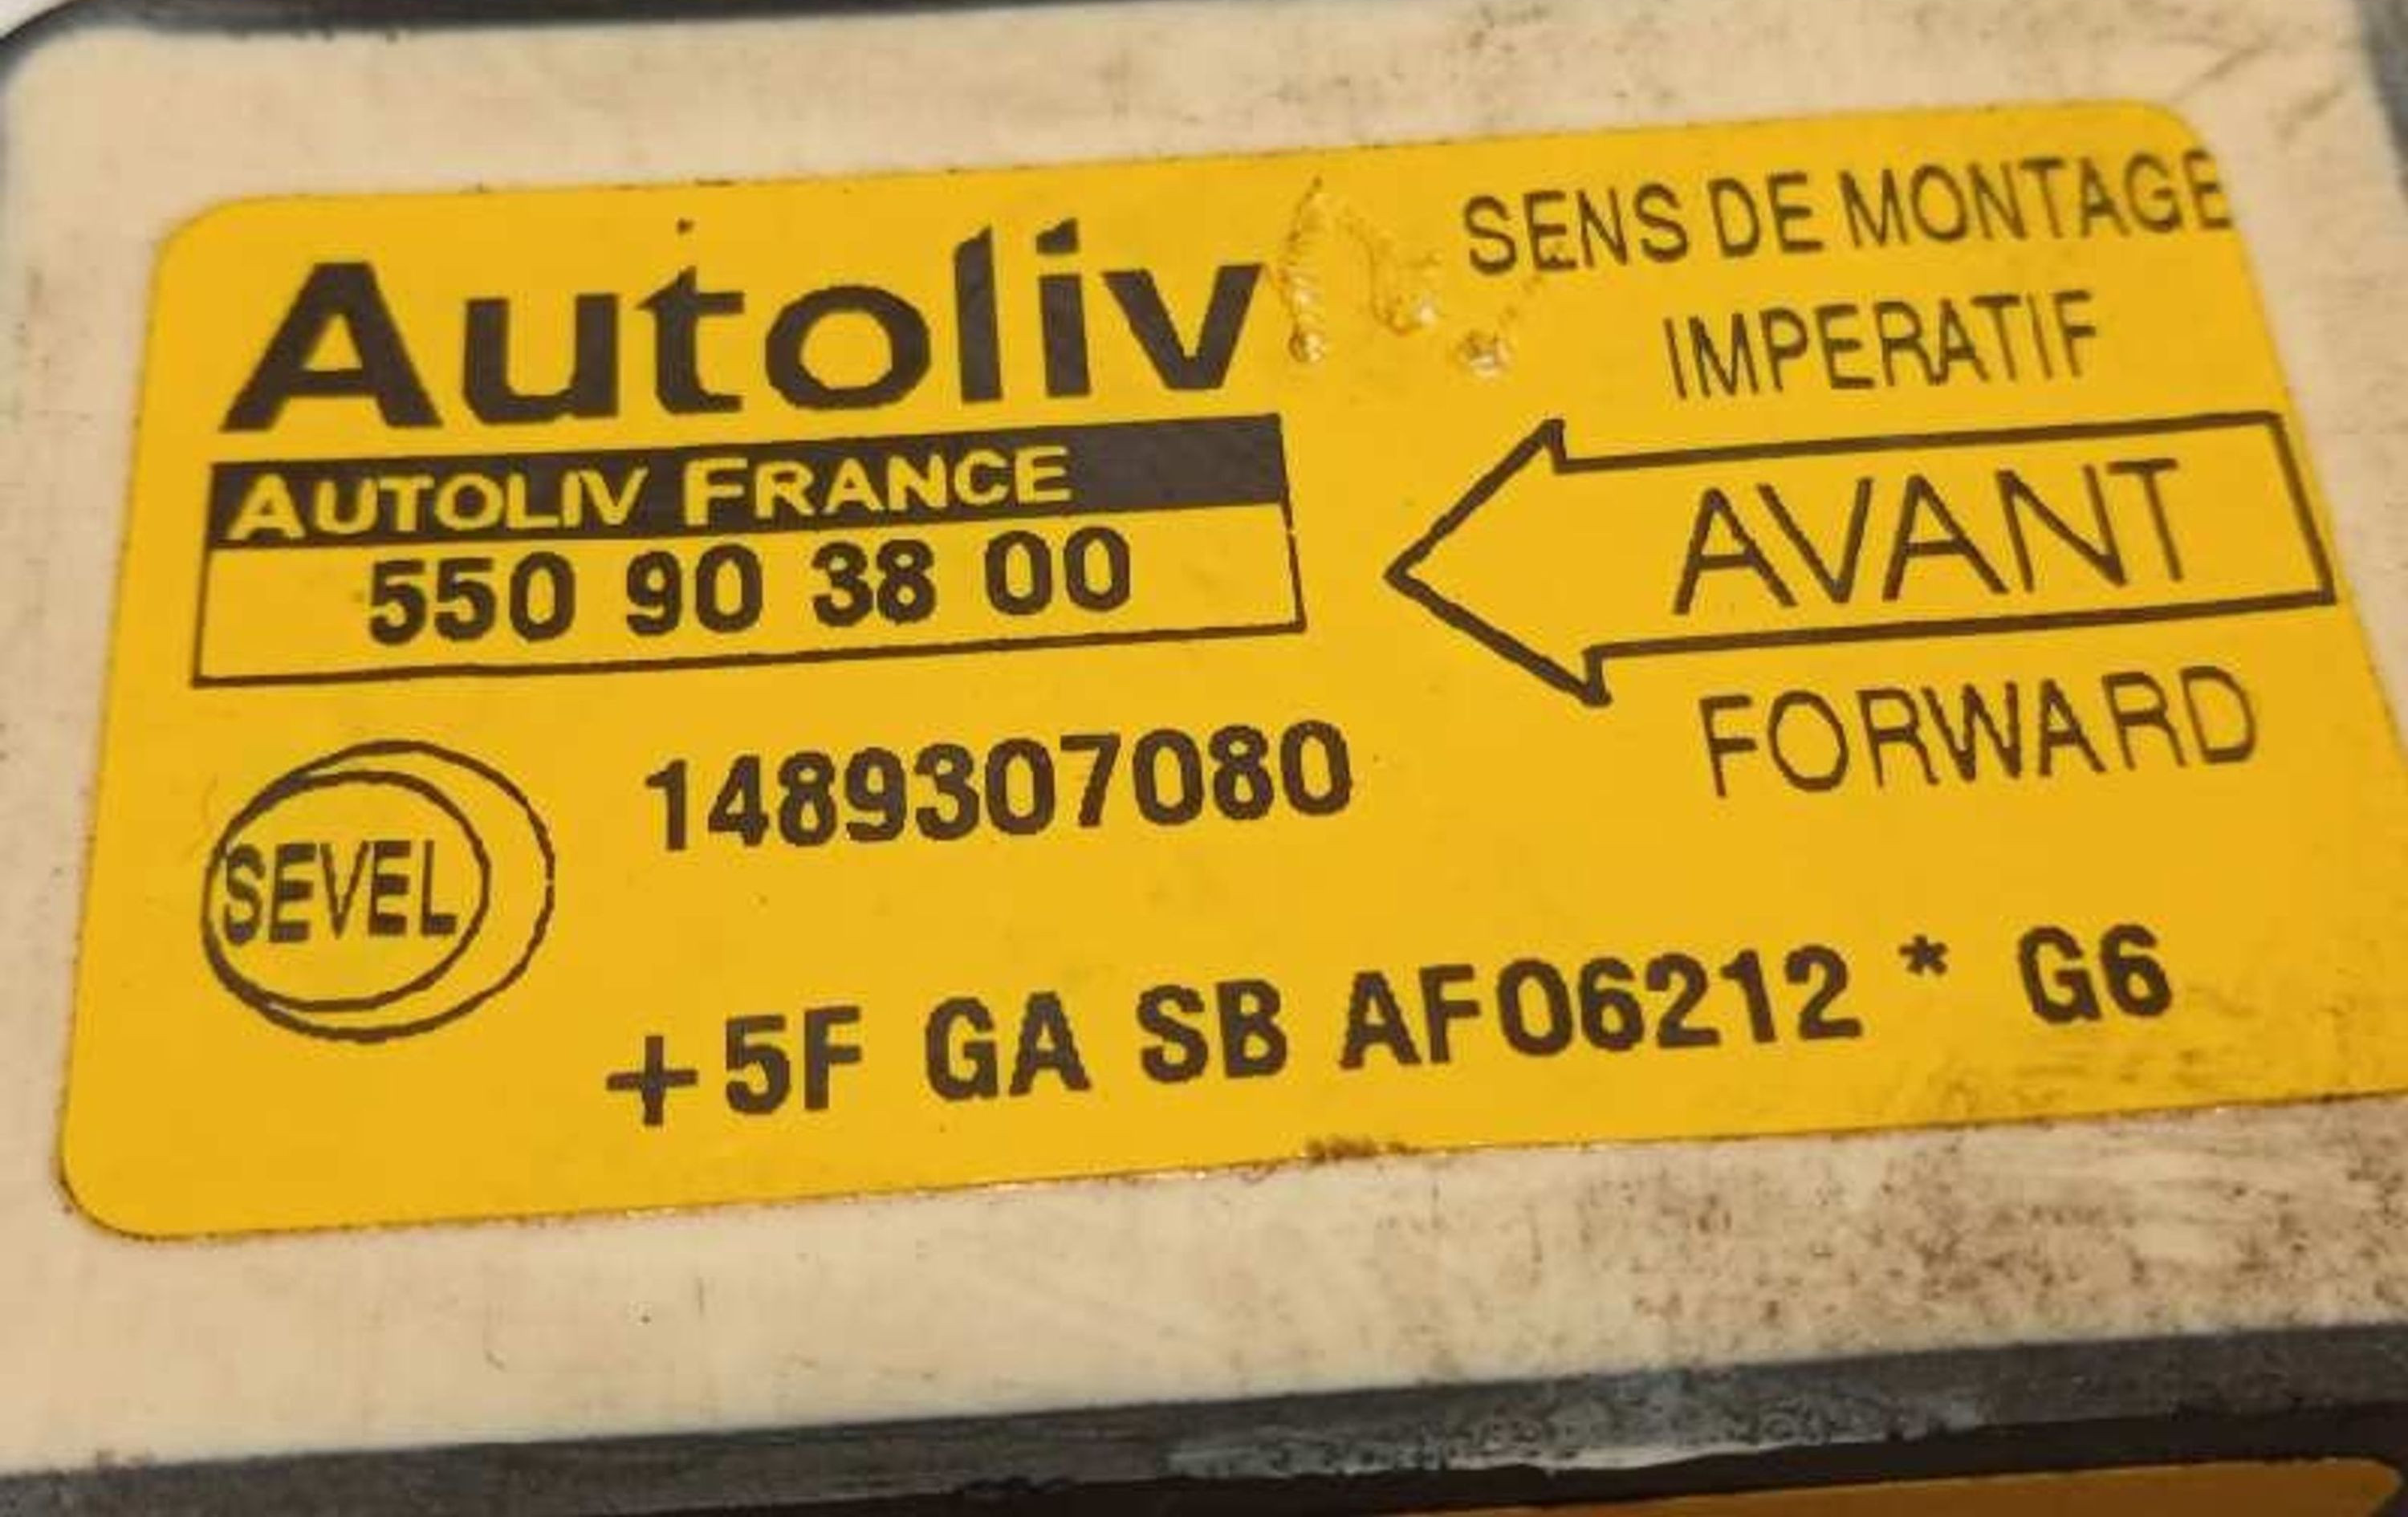 Autoliv
AUTOLIV FRANCE
550 90 38 00
SENS DE MONTAGE
IMPERATIF
AVANT
FORWARD
SEVEL
1489307080
+5F GA SB AF06212 * G6